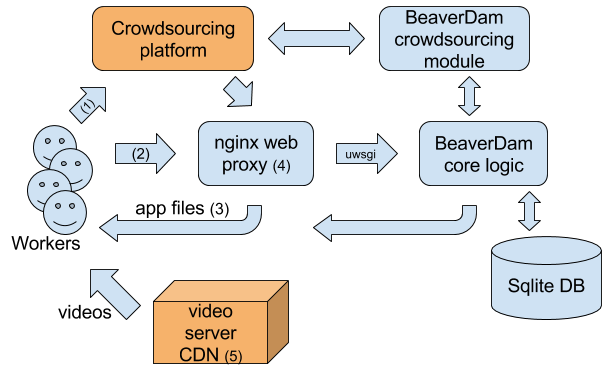 Crowdsourcing
platform
BeaverDam
crowdsourcing
module
(1)
(2)
nginx web
proxy (4)
uwsgi
BeaverDam
core logic
app files (3)
Workers
Sqlite DB
videos
video
server
CDN (5)